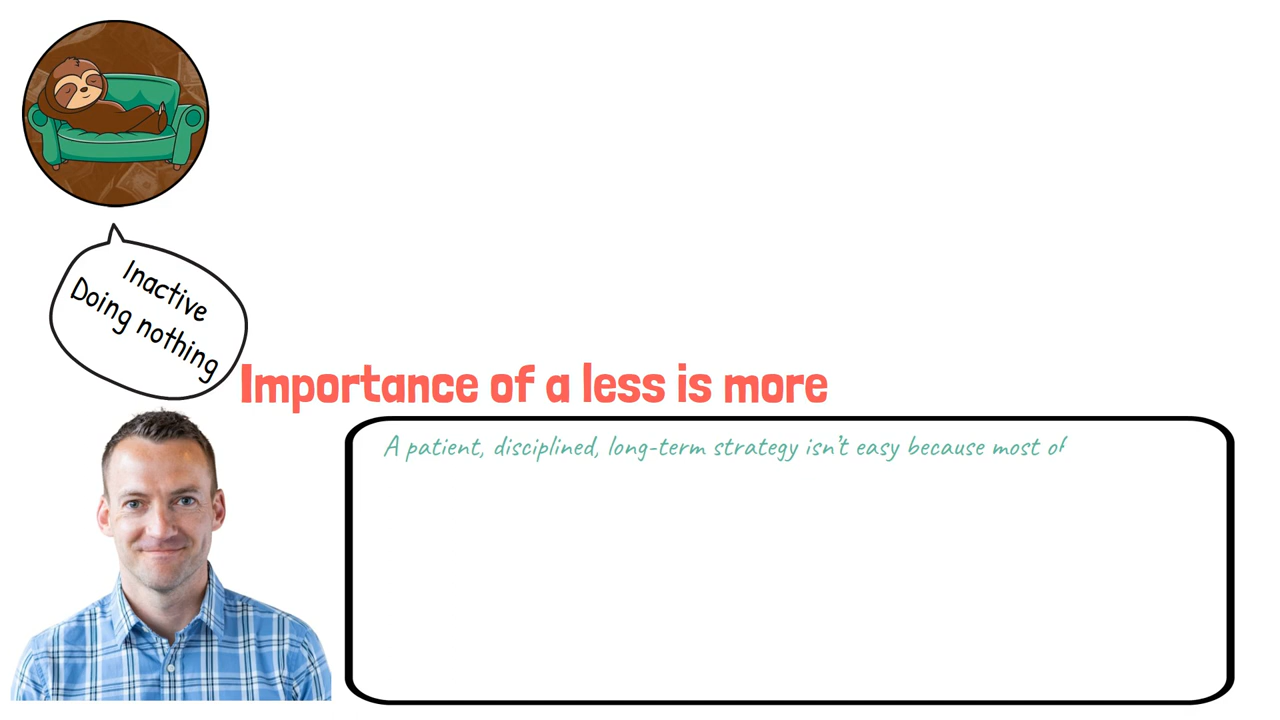 Inactive
Doing nothing
Importance of a less is more
A patient, disciplined, long-term strategy isn't easy because most of